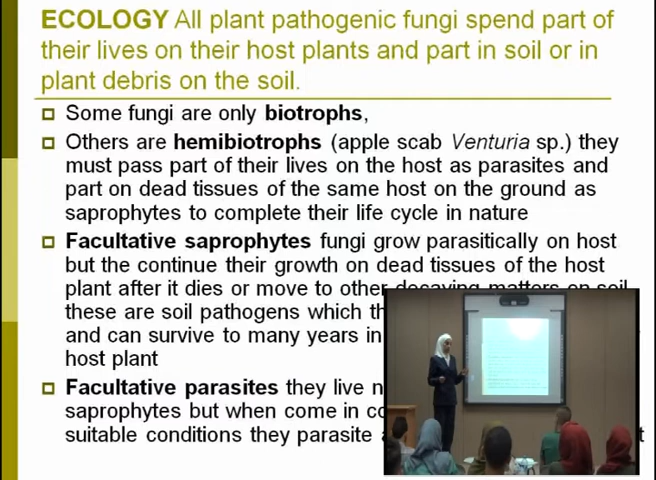 ECOLOGY All plant pathogenic fungi spend part of
their lives on their host plants and part in soil or in
plant debris on the soil.
Some fungi are only biotrophs,
Others are hemibiotrophs (apple scab Venturia sp.) they
must pass part of their lives on the host as parasites and
part on dead tissues of the same host on the ground as
saprophytes to complete their life cycle in nature
Facultative saprophytes fungi grow parasitically on host
but the continue their growth on dead tissues of the host
plant after it dies or move to other decaying matters on soil
these are soil pathogens which
and can survive to many years in
host plant
Facultative parasites they live
saprophytes but when come in
suitable conditions they parasite